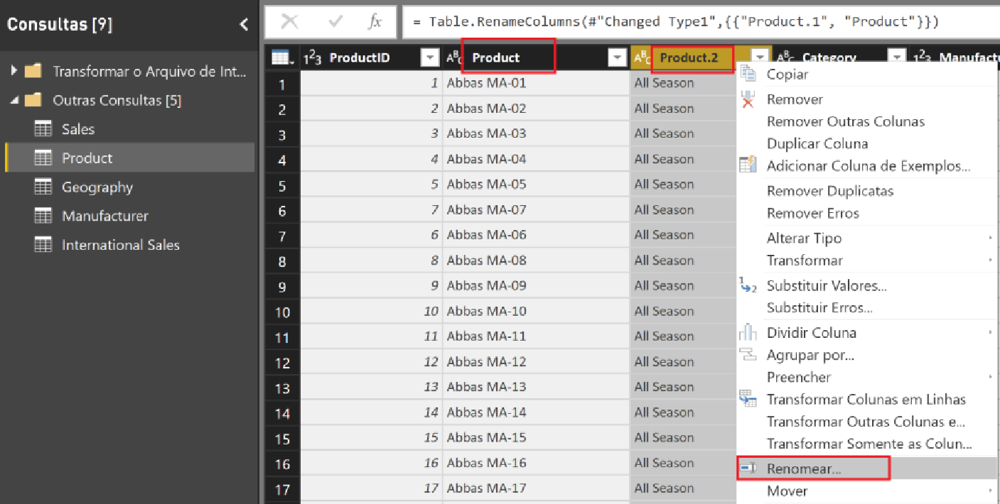 Consultas [9]
Transformar o Arquivo de Int...
Outras Consultas [5]
Sales
Product
Geography
Manufacturer
International Sales
fx
= Table.RenameColumns(#"Changed Type1",{{"Product.1", "Product"}})
123 ProductID ABC Product ABC Product.2 ABC Category 123 Manufactu
1 1 Abbas MA-01 All Season
2 2 Abbas MA-02 All Season
3 3 Abbas MA-03 All Season
4 4 Abbas MA-04 All Season
5 5 Abbas MA-05 All Season
6 7 Abbas MA-07 All Season
7 6 Abbas MA-06 All Season
8 8 Abbas MA-08 All Season
9 9 Abbas MA-09 All Season
10 10 Abbas MA-10 All Season
11 11 Abbas MA-11 All Season
12 12 Abbas MA-12 All Season
13 13 Abbas MA-13 All Season
14 14 Abbas MA-14 All Season
15 15 Abbas MA-15 All Season
16 16 Abbas MA-16 All Season
17 17 Abbas MA-17 All Season
Copiar
Remover
Remover Outras Colunas
Duplicar Coluna
Adicionar Coluna de Exemplos...
Remover Duplicatas
Remover Erros
Alterar Tipo
Transformar
Substituir Valores...
Substituir Erros...
Dividir Coluna
Agrupar por...
Preencher
Transformar Colunas em Linhas
Transformar Outras Colunas e...
Transformar Somente as Colun...
Renomear...
Mover